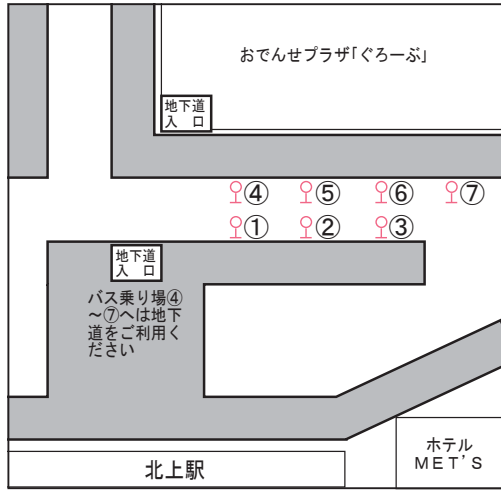 おでんせプラザ「ぐろーぶ」
地下道
入　口
④
⑤
⑥
⑦
①
②
③
地下道
入　口
バス乗り場④
～⑦へは地下
道をご利用く
ださい
ホテル
MET'S
北上駅